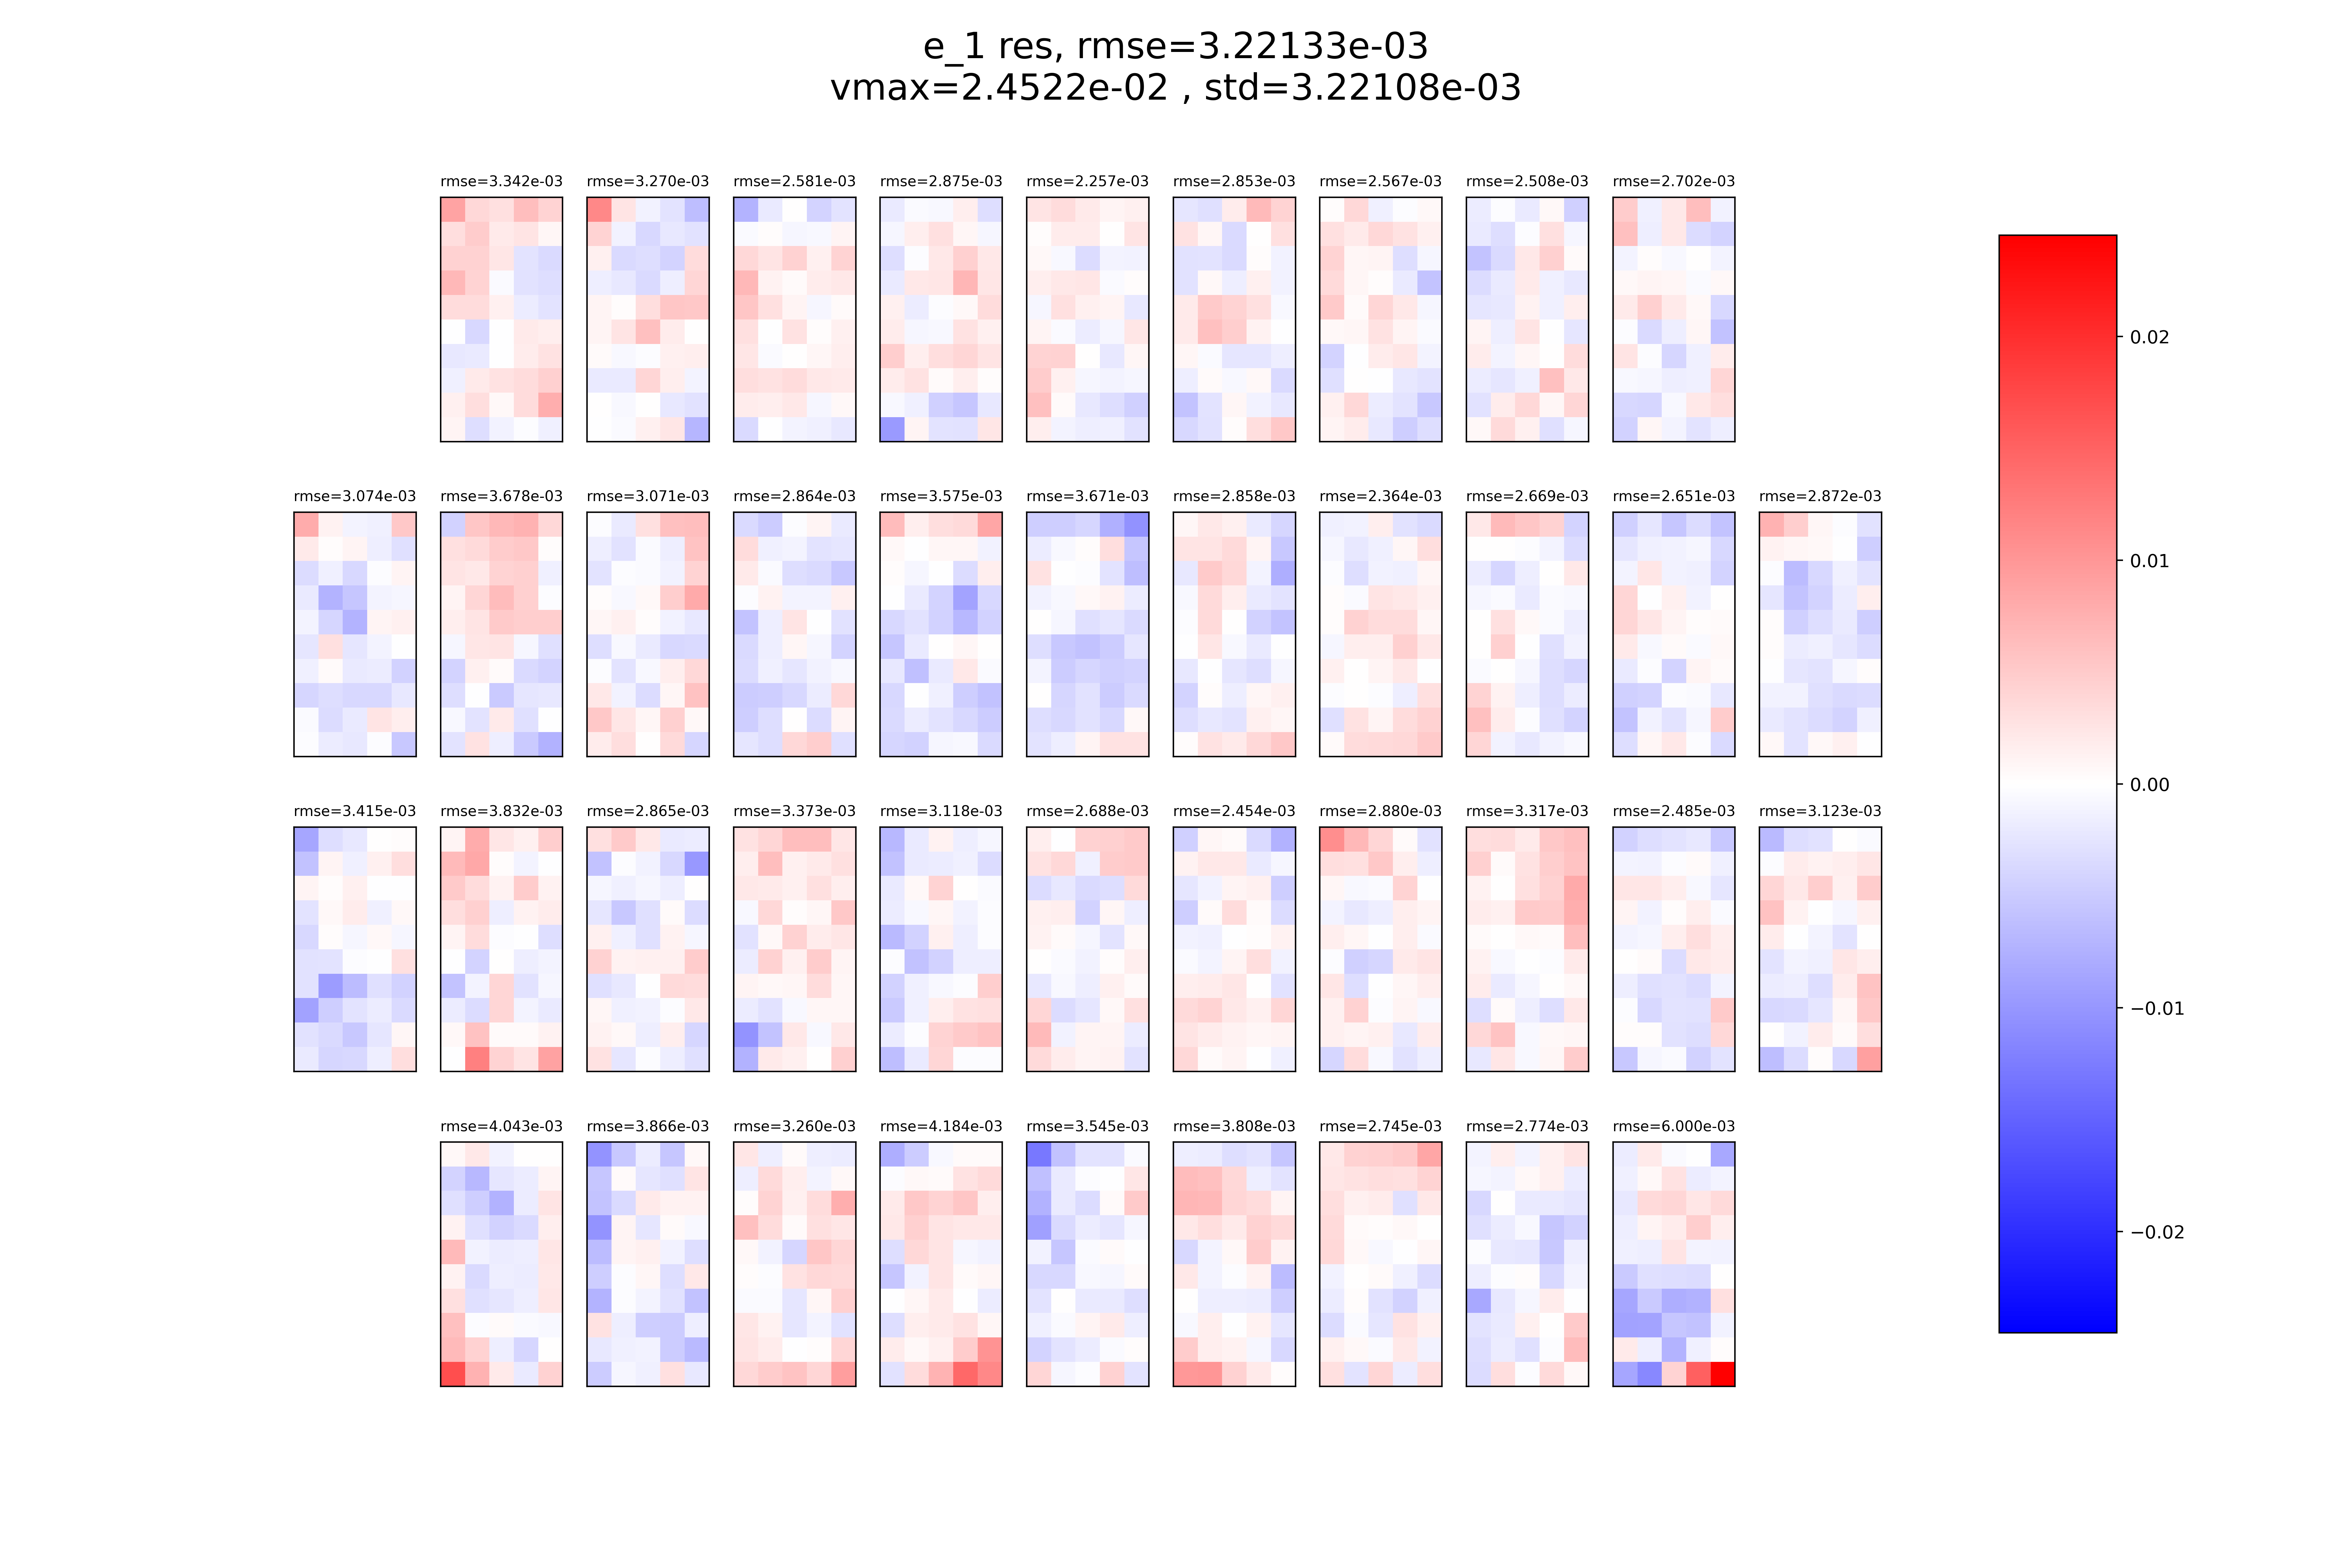 e_1 res, rmse=3.22133e-03
vmax=2.4522e-02 , std=3.22108e-03
rmse=3.342e-03 rmse=3.270e-03 rmse=2.581e-03 rmse=2.875e-03 rmse=2.257e-03 rmse=2.853e-03 rmse=2.567e-03 rmse=2.508e-03 rmse=2.702e-03
rmse=3.074e-03 rmse=3.678e-03 rmse=3.071e-03 rmse=2.864e-03 rmse=3.575e-03 rmse=3.671e-03 rmse=2.858e-03 rmse=2.364e-03 rmse=2.669e-03 rmse=2.651e-03 rmse=2.872e-03
rmse=3.415e-03 rmse=3.832e-03 rmse=2.865e-03 rmse=3.373e-03 rmse=3.118e-03 rmse=2.688e-03 rmse=2.454e-03 rmse=2.880e-03 rmse=3.317e-03 rmse=2.485e-03 rmse=3.123e-03
rmse=4.043e-03 rmse=3.866e-03 rmse=3.260e-03 rmse=4.184e-03 rmse=3.545e-03 rmse=3.808e-03 rmse=2.745e-03 rmse=2.774e-03 rmse=6.000e-03
0.02
0.01
0.00
−0.01
−0.02